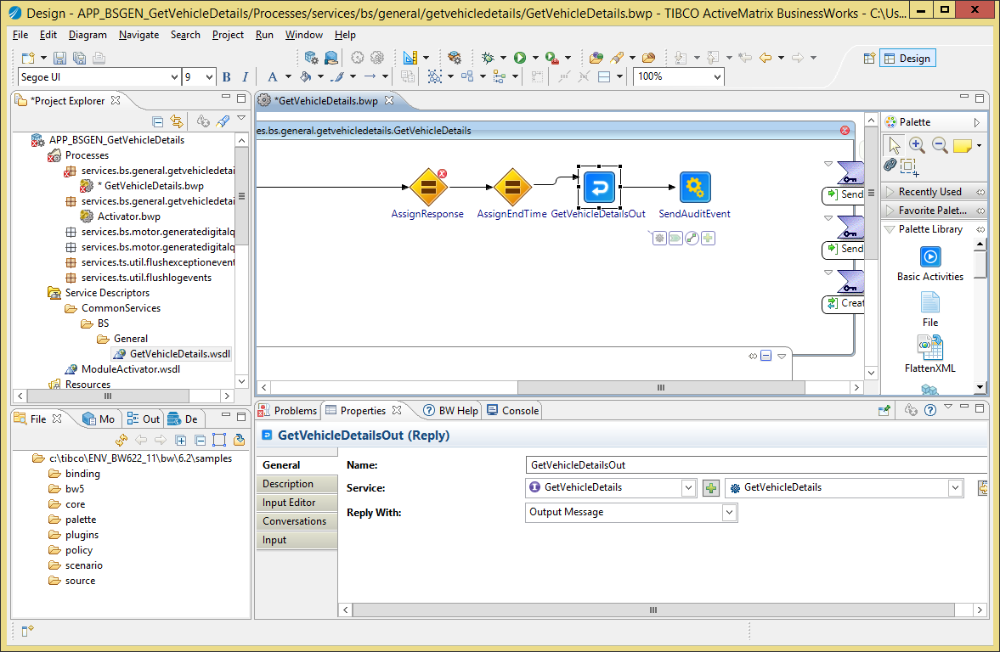 Design - APP_BSGEN_GetVehicleDetails/Processes/services/bs/general/getvehicledetails/GetVehicleDetails.bwp - TIBCO ActiveMatrix BusinessWorks - C:\Us...
File Edit Diagram Navigate Search Project Run Window Help
Design
Segoe UI 9 B I A 100%
*Project Explorer
APP_BSGEN_GetVehicleDetails
Processes
services.bs.general.getvehicledetai
* GetVehicleDetails.bwp
services.bs.general.getvehicledetai
Activator.bwp
services.bs.motor.generatedigitalq
services.bs.motor.generatedigitalq
services.ts.util.flushexceptionevent
services.ts.util.flushlogevents
Service Descriptors
CommonServices
BS
General
GetVehicleDetails.wsdl
ModuleActivator.wsdl
Resources
*GetVehicleDetails.bwp
es.bs.general.getvehicledetails.GetVehicleDetails
AssignResponse
AssignEndTime
GetVehicleDetailsOut
SendAuditEvent
Send
Send
Creat
Palette
Recently Used
Favorite Palet...
Palette Library
Basic Activities
File
FlattenXML
File Mo Out De
c:\tibco\ENV_BW622_11\bw\6.2\samples
binding
bw5
core
palette
plugins
policy
scenario
source
Problems Properties BW Help Console
GetVehicleDetailsOut (Reply)
General
Description
Input Editor
Conversations
Input
Name: GetVehicleDetailsOut
Service: GetVehicleDetails GetVehicleDetails
Reply With: Output Message